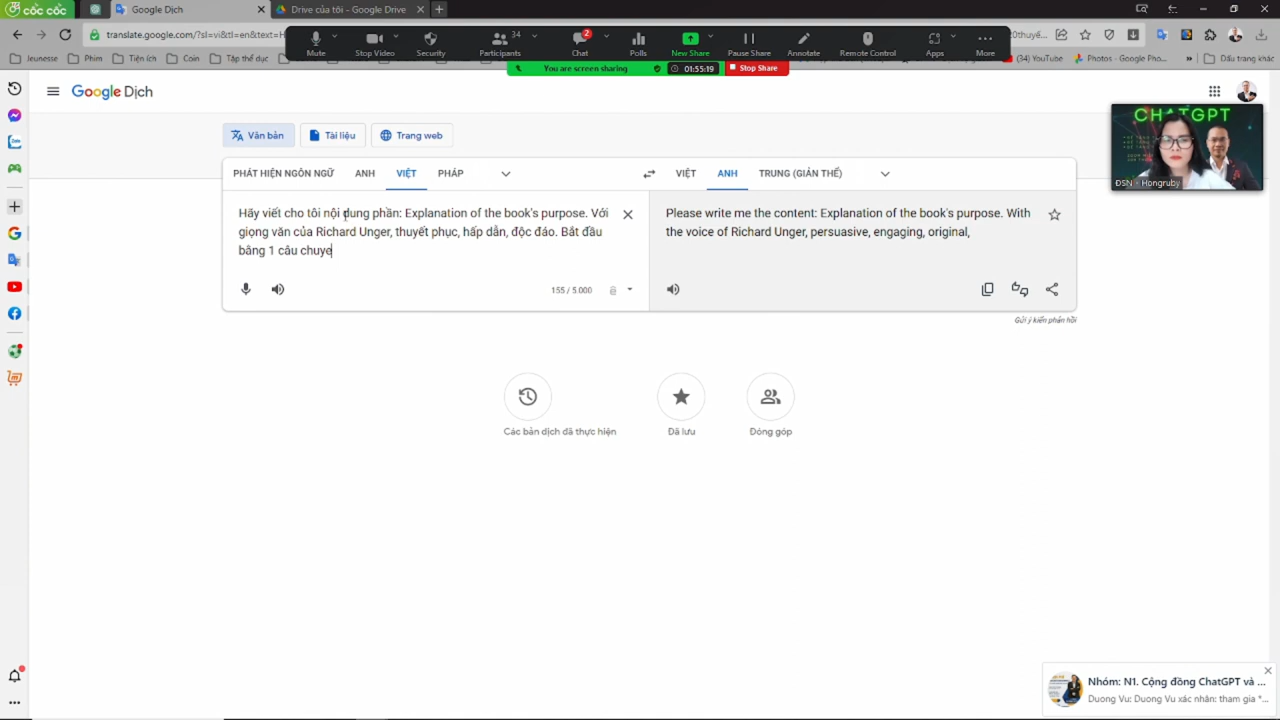 cốc cốc
Google Dịch
Drive của tôi – Google Drive
translate.google.com/?sl=vi&tl=en&text=H
Mute
Stop Video
Security
34
Participants
2
Chat
Polls
New Share
Pause Share
Annotate
Remote Control
Apps
More
You are screen sharing
01:55:19
Stop Share
Jeunesse
Phim
Tiện ích
Coin
Tập thể dục
(34) YouTube
Photos - Google Pho...
Dấu trang khác
Google Dịch
Văn bản
Tài liệu
Trang web
CHATGPT
ĐSN - Hongruby
PHÁT HIỆN NGÔN NGỮ
ANH
VIỆT
PHÁP
VIỆT
ANH
TRUNG (GIẢN THỂ)
Hãy viết cho tôi nội dung phần: Explanation of the book's purpose. Với
giọng văn của Richard Unger, thuyết phục, hấp dẫn, độc đáo. Bắt đầu
bằng 1 câu chuye
155 / 5.000
Please write me the content: Explanation of the book's purpose. With
the voice of Richard Unger, persuasive, engaging, original,
Gửi ý kiến phản hồi
Các bản dịch đã thực hiện
Đã lưu
Đóng góp
Nhóm: N1. Cộng đồng ChatGPT và ...
Duong Vu: Duong Vu xác nhận: tham gia *...